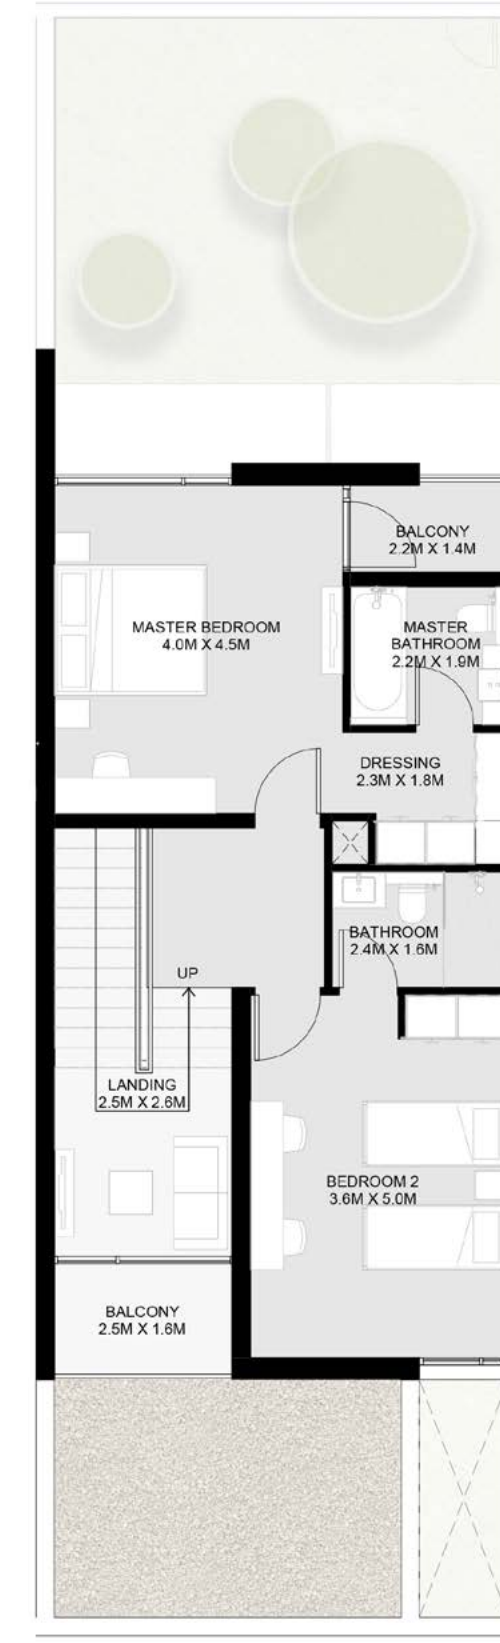 BALCONY
2.2M X 1.4M
MASTER BEDROOM
4.0M X 4.5M
MASTER
BATHROOM
2.2M X 1.9M
DRESSING
2.3M X 1.8M
BATHROOM
2.4M X 1.6M
UP
LANDING
2.5M X 2.6M
BEDROOM 2
3.6M X 5.0M
BALCONY
2.5M X 1.6M